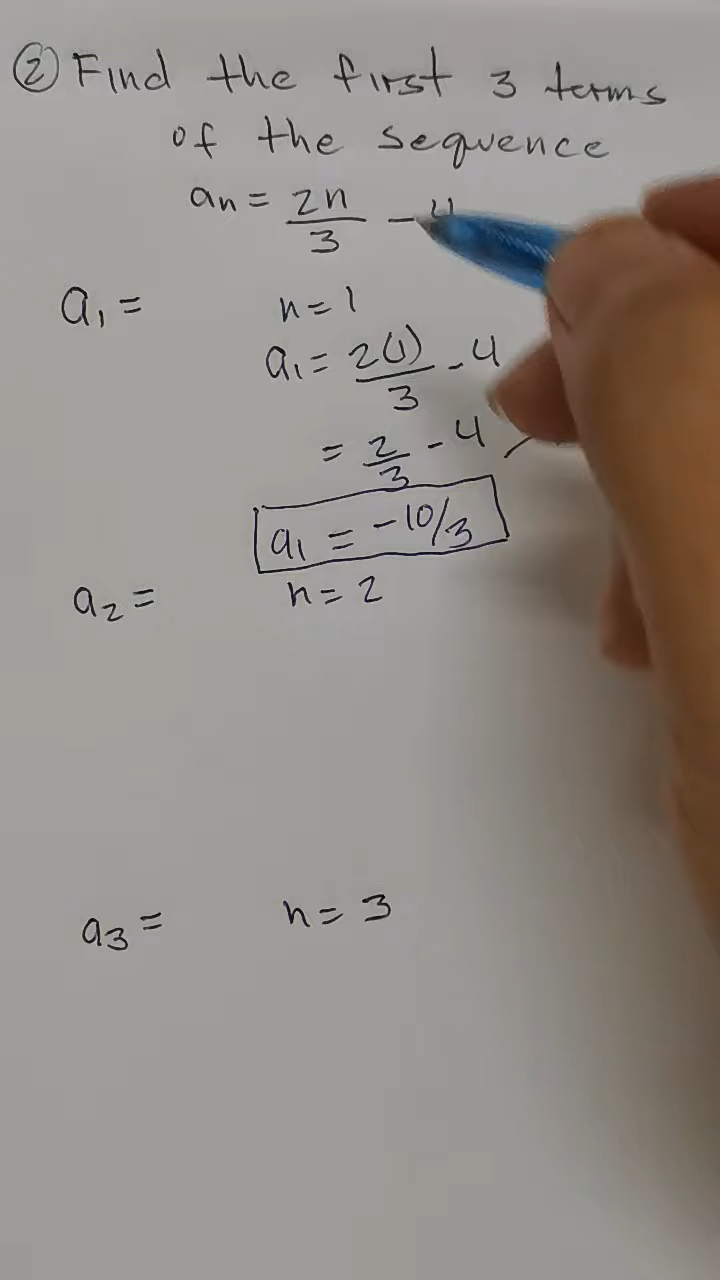 ② Find the first 3 terms
of the sequence
an = 2n/3 - 4
a1 = n = 1
a1 = 2(1)/3 - 4
= 2/3 - 4
a1 = -10/3
a2 = n = 2
a3 = n = 3